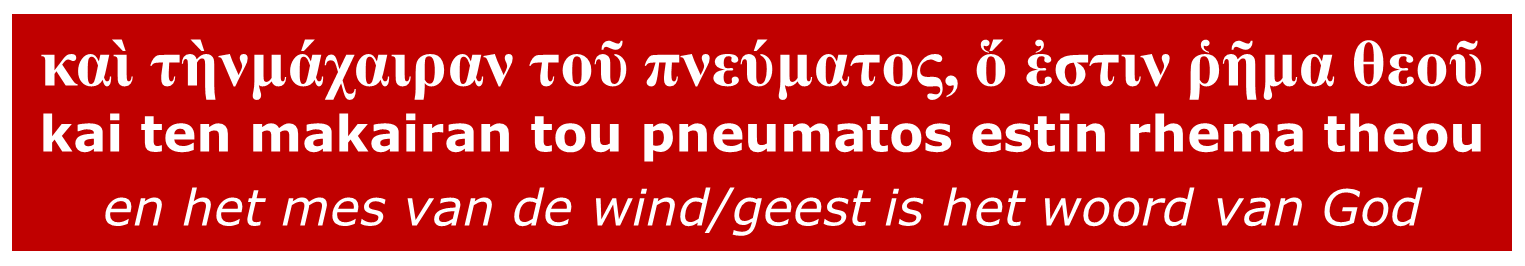 καὶ τὴνμάχαιραν τοῦ πνεύματος, ὅ ἐστιν ῥῆμα θεοῦ
kai ten makairan tou pneumatos estin rhema theou
en het mes van de wind/geest is het woord van God